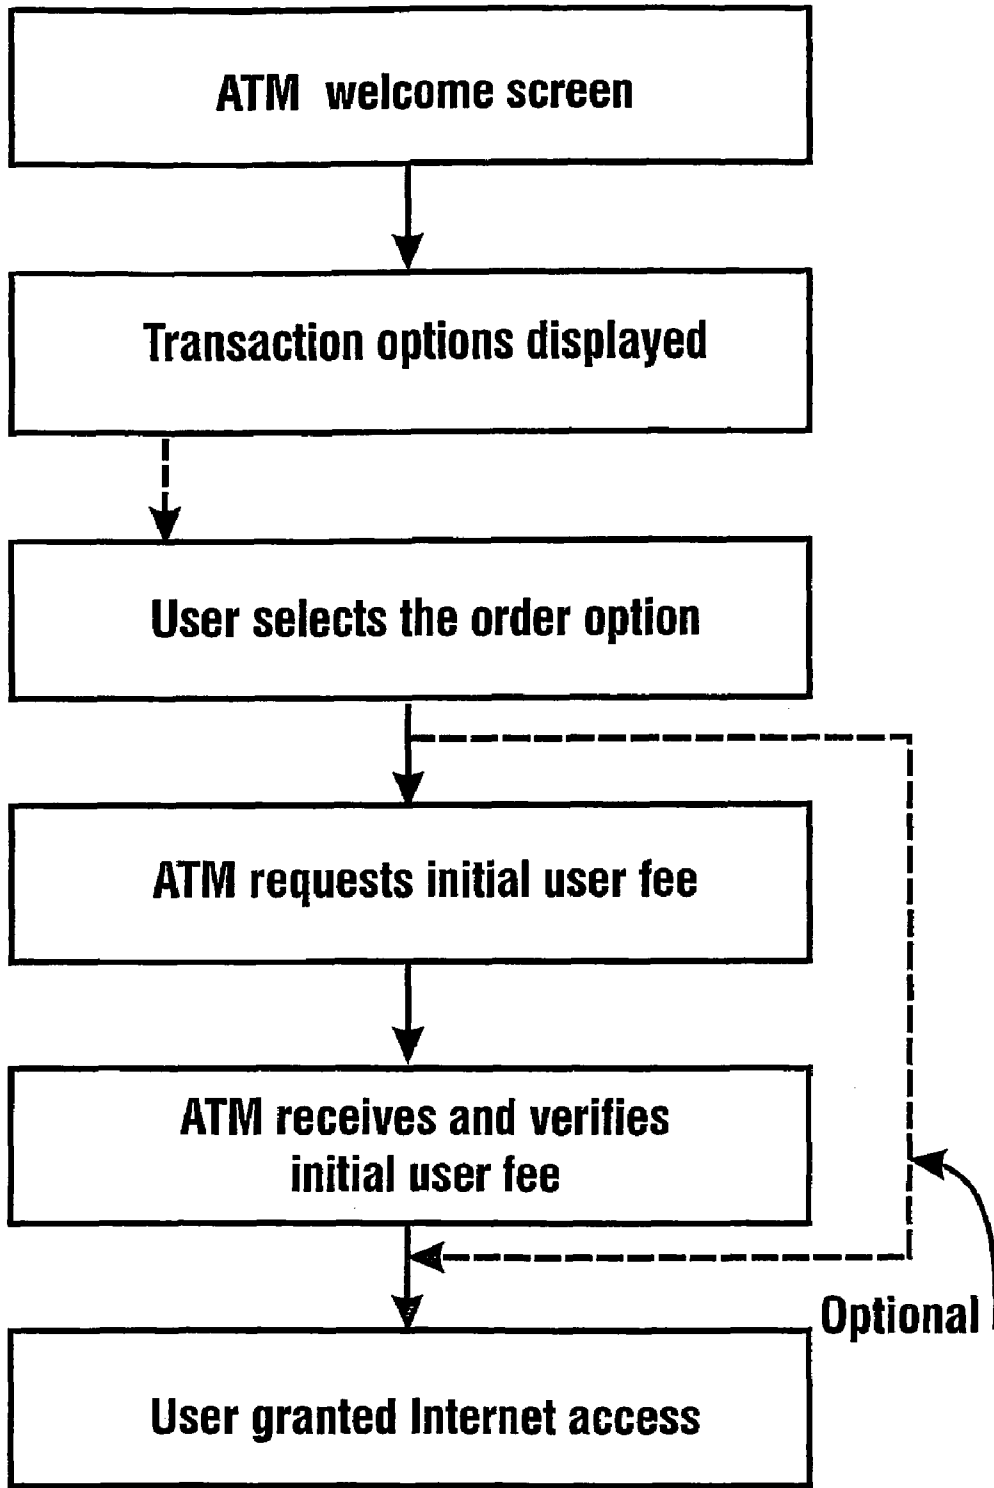 ATM welcome screen
Transaction options displayed
User selects the order option
ATM requests initial user fee
ATM receives and verifies
initial user fee
Optional
User granted Internet access